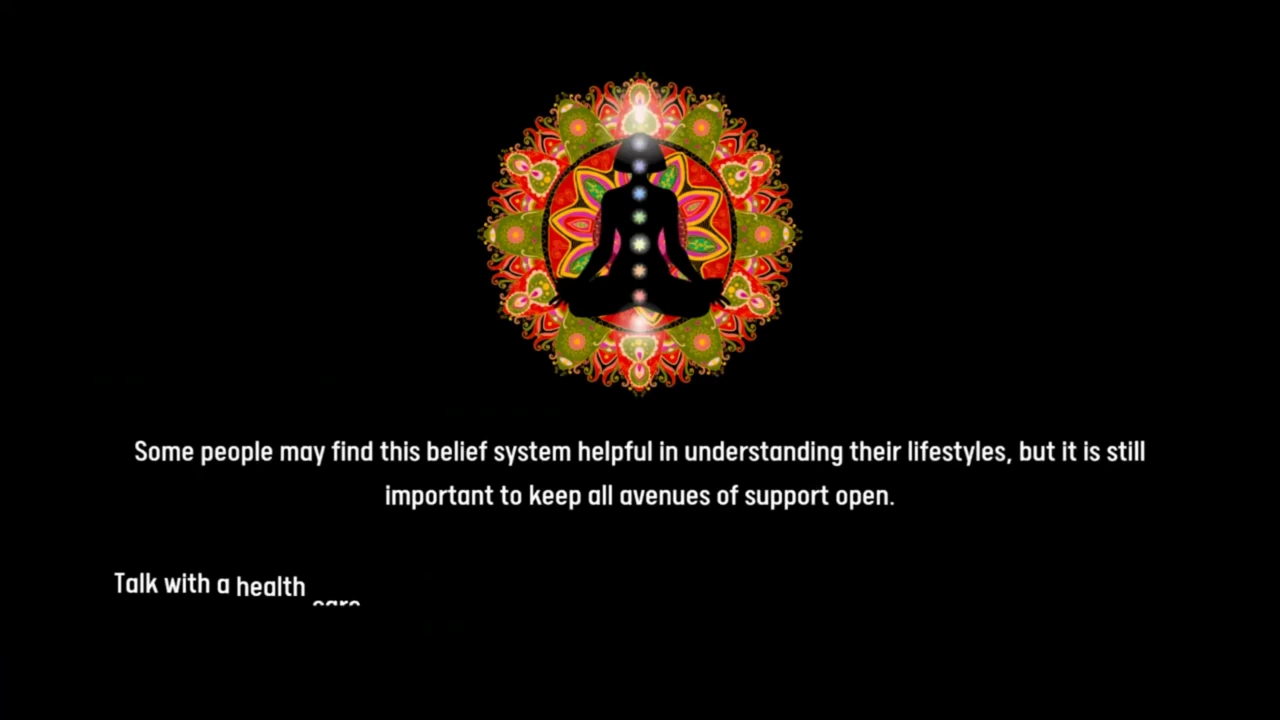 Some people may find this belief system helpful in understanding their lifestyles, but it is still
important to keep all avenues of support open.
Talk with a health